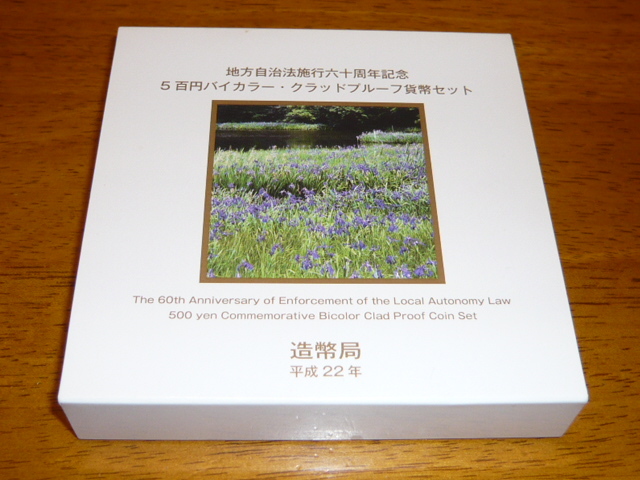 地方自治法施行六十周年記念
5百円バイカラー・クラッドプルーフ貨幣セット
The 60th Anniversary of Enforcement of the Local Autonomy Law
500 yen Commemorative Bicolor Clad Proof Coin Set
造幣局
平成22年